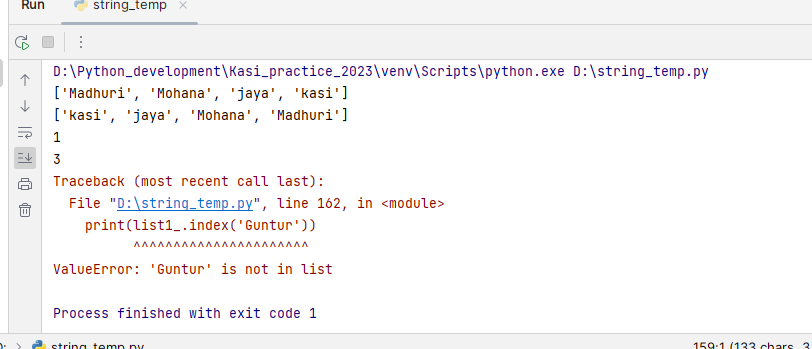 Run string_temp ×
D:\Python_development\Kasi_practice_2023\venv\Scripts\python.exe D:\string_temp.py
['Madhuri', 'Mohana', 'jaya', 'kasi']
['kasi', 'jaya', 'Mohana', 'Madhuri']
1
3
Traceback (most recent call last):
  File "D:\string_temp.py", line 162, in <module>
    print(list1_.index('Guntur'))
          ^^^^^^^^^^^^^^^^^^^^^^
ValueError: 'Guntur' is not in list
Process finished with exit code 1
string_temp.py 159:1 (133 chars, 3